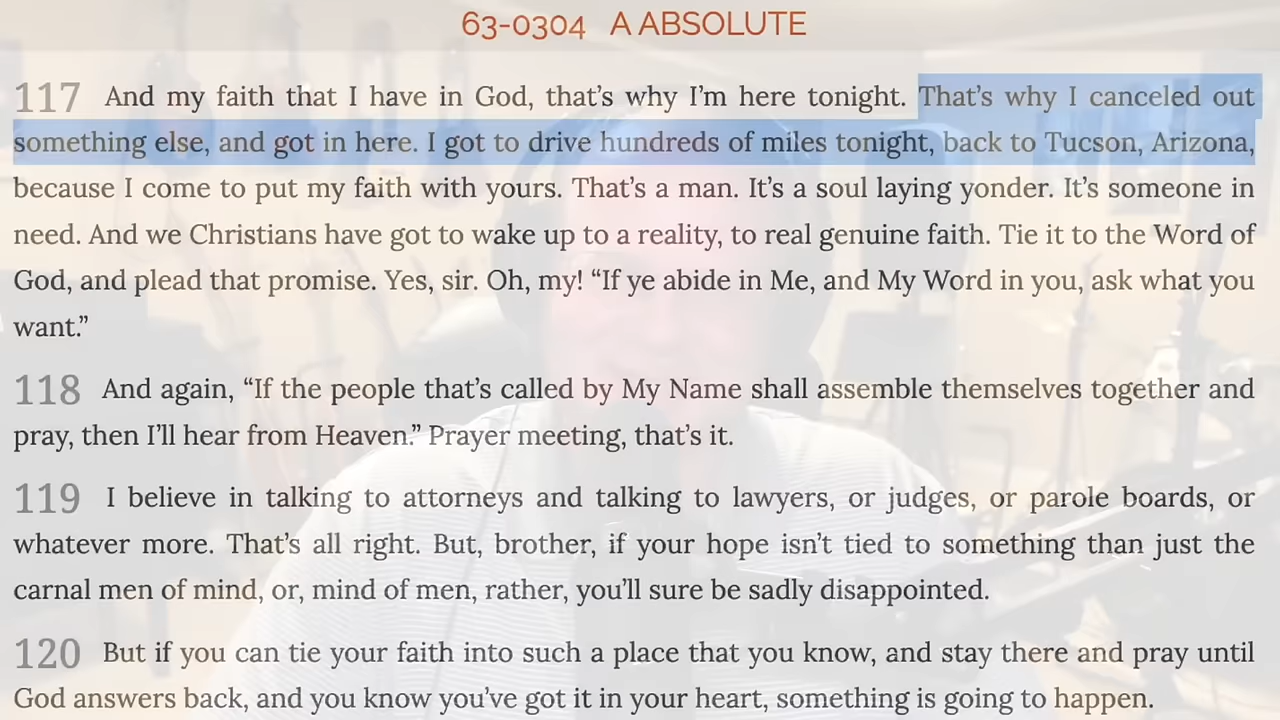 63-0304 A ABSOLUTE
117 And my faith that I have in God, that’s why I’m here tonight. That’s why I canceled out
something else, and got in here. I got to drive hundreds of miles tonight, back to Tucson, Arizona,
because I come to put my faith with yours. That’s a man. It’s a soul laying yonder. It’s someone in
need. And we Christians have got to wake up to a reality, to real genuine faith. Tie it to the Word of
God, and plead that promise. Yes, sir. Oh, my! “If ye abide in Me, and My Word in you, ask what you
want.”
118 And again, “If the people that’s called by My Name shall assemble themselves together and
pray, then I’ll hear from Heaven.” Prayer meeting, that’s it.
119 I believe in talking to attorneys and talking to lawyers, or judges, or parole boards, or
whatever more. That’s all right. But, brother, if your hope isn’t tied to something than just the
carnal men of mind, or, mind of men, rather, you’ll sure be sadly disappointed.
120 But if you can tie your faith into such a place that you know, and stay there and pray until
God answers back, and you know you’ve got it in your heart, something is going to happen.